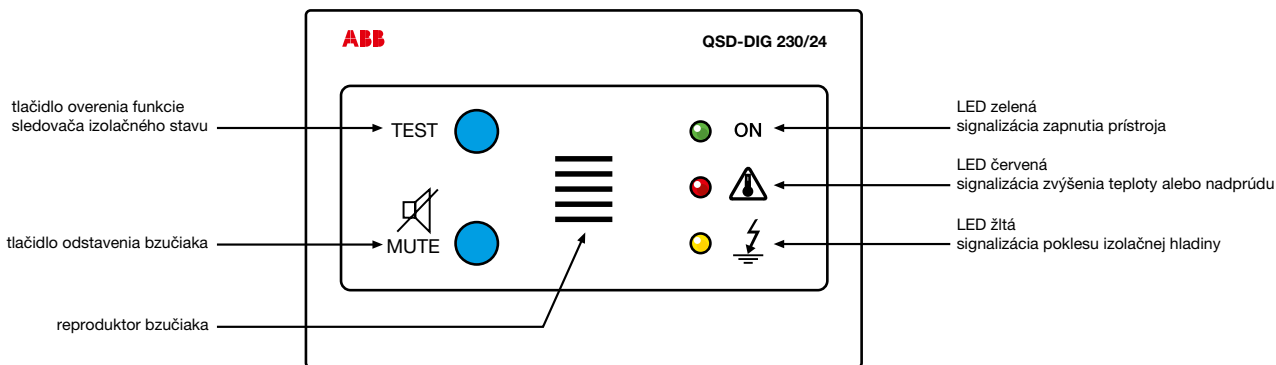 ABB
QSD-DIG 230/24
tlačidlo overenia funkcie
sledovača izolačného stavu
TEST
ON
LED zelená
signalizácia zapnutia prístroja
LED červená
signalizácia zvýšenia teploty alebo nadprúdu
tlačidlo odstavenia bzučiaka
MUTE
LED žltá
signalizácia poklesu izolačnej hladiny
reproduktor bzučiaka